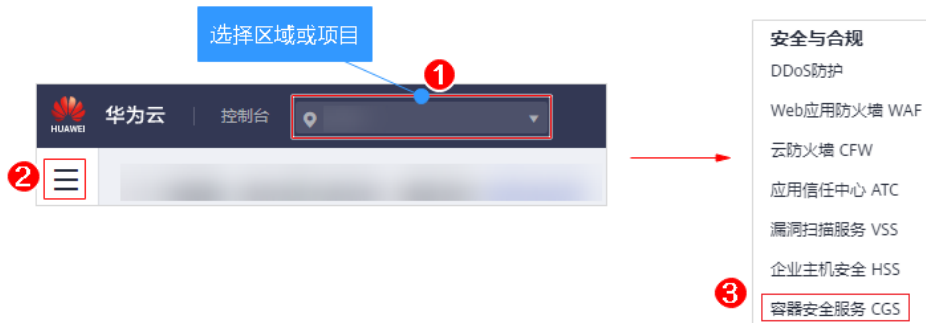 选择区域或项目
1
HUAWEI 华为云 控制台
2
安全与合规
DDoS防护
Web应用防火墙 WAF
云防火墙 CFW
应用信任中心 ATC
漏洞扫描服务 VSS
企业主机安全 HSS
3 容器安全服务 CGS